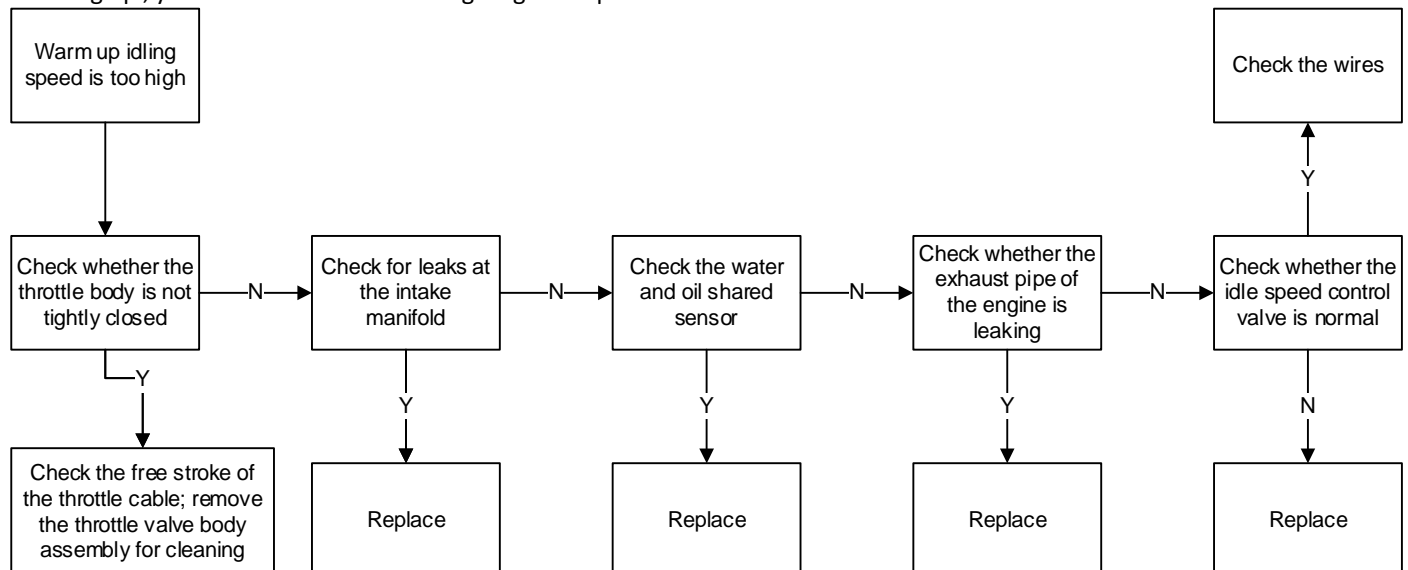 Warm up idling
speed is too high
Check the wires
Y
Check whether the
throttle body is not
tightly closed
N
Check for leaks at
the intake
manifold
N
Check the water
and oil shared
sensor
N
Check whether the
exhaust pipe of
the engine is
leaking
N
Check whether the
idle speed control
valve is normal
Y
Y
Y
Y
N
Check the free stroke of
the throttle cable; remove
the throttle valve body
assembly for cleaning
Replace
Replace
Replace
Replace